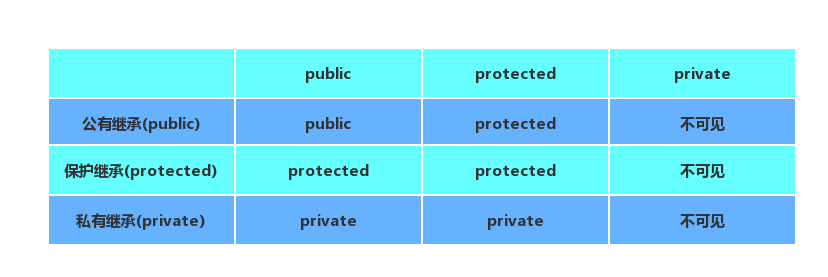 public protected private
公有继承(public) public protected 不可见
保护继承(protected) protected protected 不可见
私有继承(private) private private 不可见